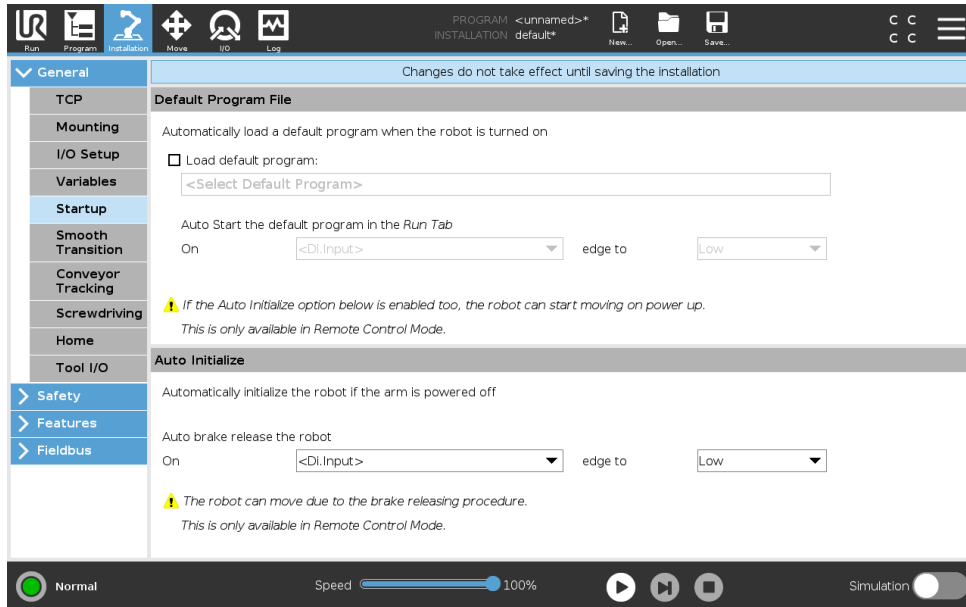 UR
PROGRAM <unnamed>*
INSTALLATION default*
C C
C C
Run Program Installation Move I/O Log New... Open... Save...
General
Changes do not take effect until saving the installation
TCP
Mounting
I/O Setup
Variables
Startup
Smooth
Transition
Conveyor
Tracking
Screwdriving
Home
Tool I/O
Safety
Features
Fieldbus
Default Program File
Automatically load a default program when the robot is turned on
Load default program:
<Select Default Program>
Auto Start the default program in the Run Tab
On <Di.Input> edge to Low
If the Auto Initialize option below is enabled too, the robot can start moving on power up.
This is only available in Remote Control Mode.
Auto Initialize
Automatically initialize the robot if the arm is powered off
Auto brake release the robot
On <Di.Input> edge to Low
The robot can move due to the brake releasing procedure.
This is only available in Remote Control Mode.
Normal Speed 100% Simulation